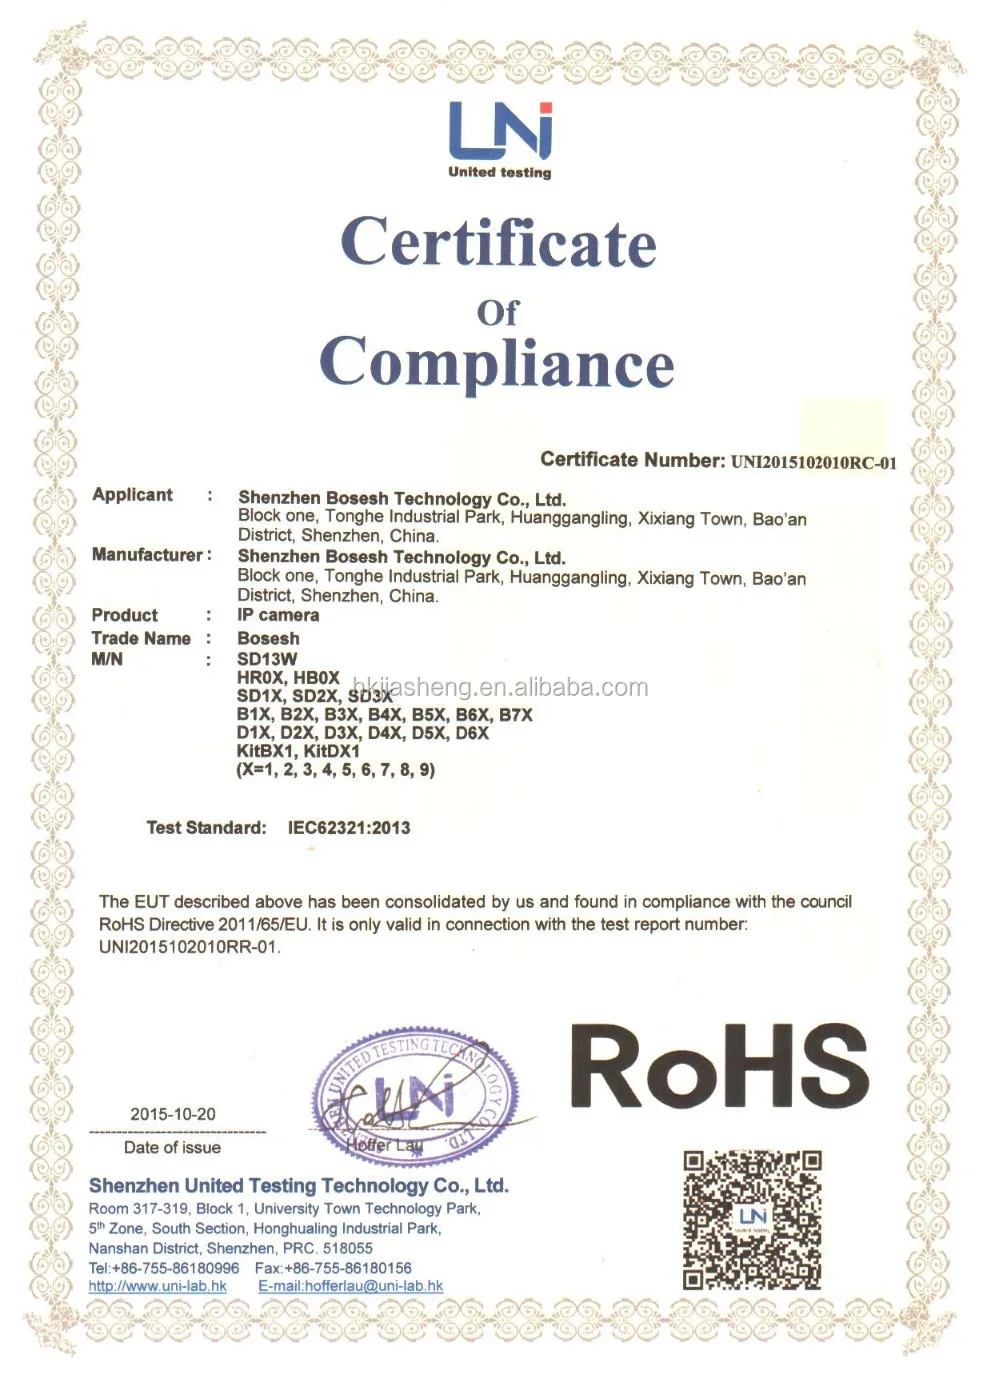 UNi
United testing
Certificate
Of
Compliance
Certificate Number: UNI2015102010RC-01
Applicant : Shenzhen Bosesh Technology Co., Ltd.
Block one, Tonghe Industrial Park, Huanggangling, Xixiang Town, Bao'an
District, Shenzhen, China.
Manufacturer : Shenzhen Bosesh Technology Co., Ltd.
Block one, Tonghe Industrial Park, Huanggangling, Xixiang Town, Bao'an
District, Shenzhen, China.
Product : IP camera
Trade Name : Bosesh
M/N : SD13W
HR0X, HB0X
hkjiasheng.en.alibaba.com
SD1X, SD2X, SD3X
B1X, B2X, B3X, B4X, B5X, B6X, B7X
D1X, D2X, D3X, D4X, D5X, D6X
KitBX1, KitDX1
(X=1, 2, 3, 4, 5, 6, 7, 8, 9)
Test Standard: IEC62321:2013
The EUT described above has been consolidated by us and found in compliance with the council
RoHS Directive 2011/65/EU. It is only valid in connection with the test report number:
UNI2015102010RR-01.
RoHS
UNITED TESTING TECHNOLOGY CO., LTD.
UNi
2015-10-20
Hoffer Lau
Date of issue
Shenzhen United Testing Technology Co., Ltd.
Room 317-319, Block 1, University Town Technology Park,
5th Zone, South Section, Honghualing Industrial Park,
Nanshan District, Shenzhen, PRC. 518055
Tel:+86-755-86180996 Fax:+86-755-86180156
http://www.uni-lab.hk E-mail:hofferlau@uni-lab.hk
UNi